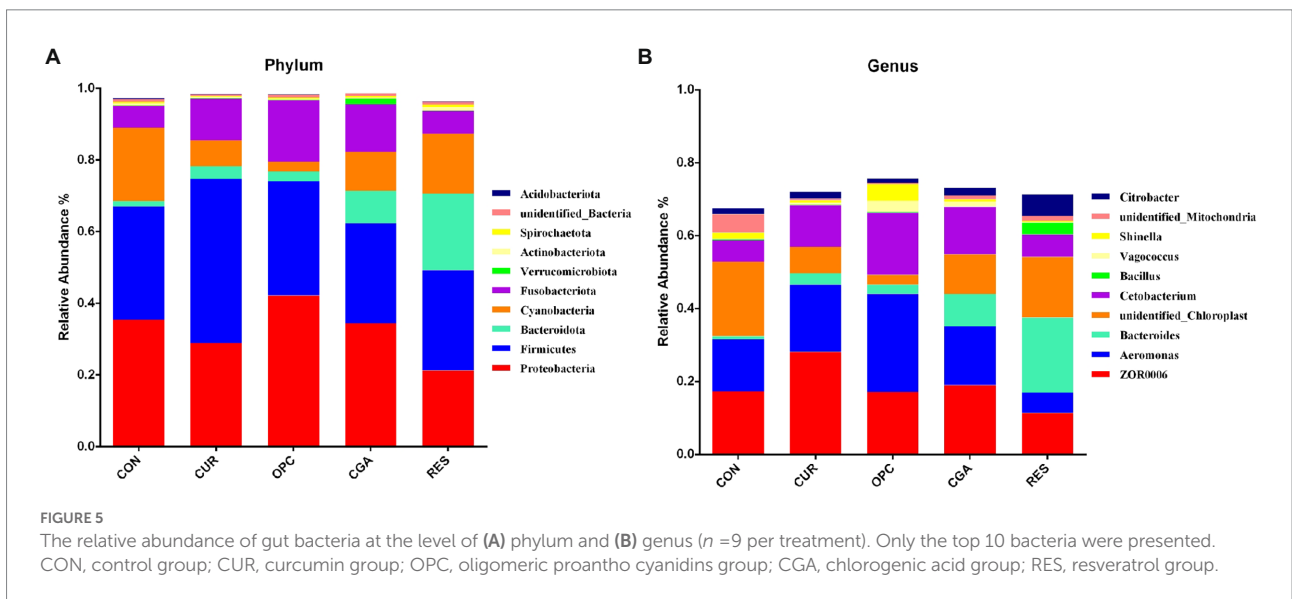 A
Phylum
Relative Abundance %
1.0
0.8
0.6
0.4
0.2
0.0
CON
CUR
OPC
CGA
RES
Acidobacteriota
unidentified_Bacteria
Spirochaetota
Actinobacteriota
Verrucomicrobiota
Fusobacteriota
Cyanobacteria
Bacteroidota
Firmicutes
Proteobacteria
B
Genus
Relative Abundance %
1.0
0.8
0.6
0.4
0.2
0.0
CON
CUR
OPC
CGA
RES
Citrobacter
unidentified_Mitochondria
Shinella
Vagococcus
Bacillus
Cetobacterium
unidentified_Chloroplast
Bacteroides
Aeromonas
ZOR0006
FIGURE 5
The relative abundance of gut bacteria at the level of (A) phylum and (B) genus (n =9 per treatment). Only the top 10 bacteria were presented.
CON, control group; CUR, curcumin group; OPC, oligomeric proantho cyanidins group; CGA, chlorogenic acid group; RES, resveratrol group.